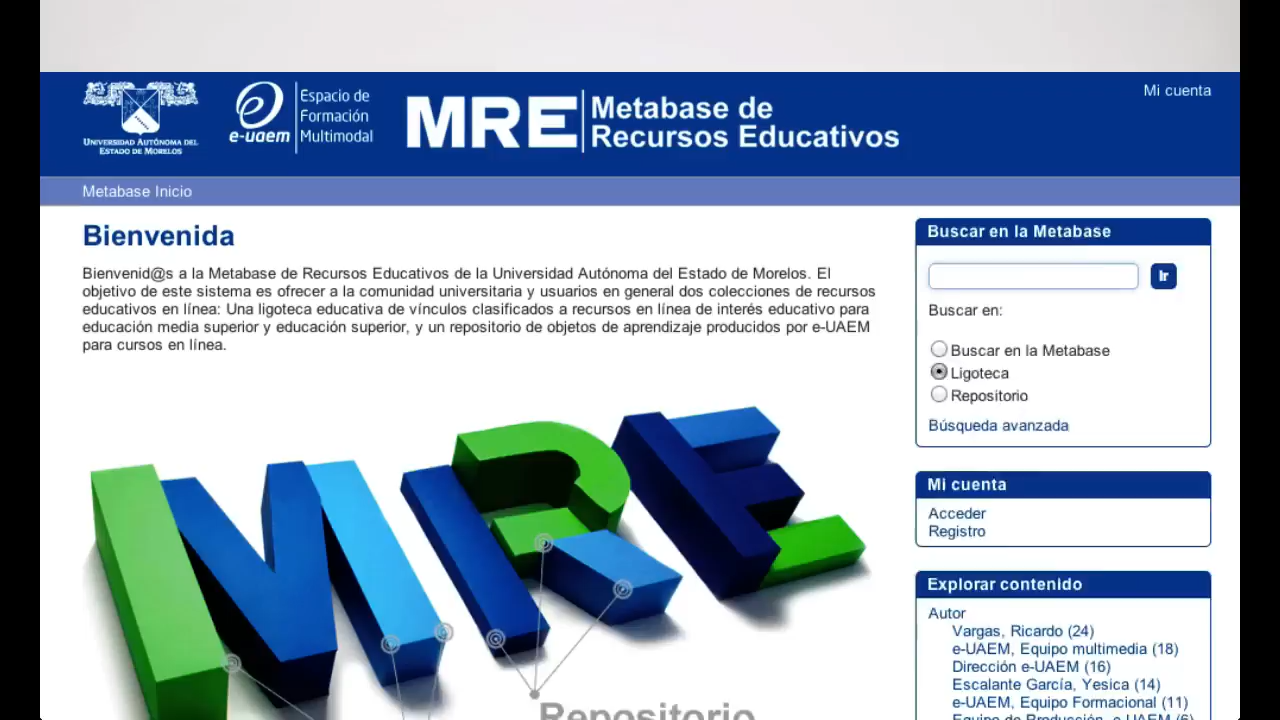 Mi cuenta
UNIVERSIDAD AUTÓNOMA DEL
ESTADO DE MORELOS
e-uaem
Espacio de
Formación
Multimodal
MRE
Metabase de
Recursos Educativos
Metabase Inicio
Bienvenida
Bienvenid@s a la Metabase de Recursos Educativos de la Universidad Autónoma del Estado de Morelos. El
objetivo de este sistema es ofrecer a la comunidad universitaria y usuarios en general dos colecciones de recursos
educativos en línea: Una ligoteca educativa de vínculos clasificados a recursos en línea de interés educativo para
educación media superior y educación superior, y un repositorio de objetos de aprendizaje producidos por e-UAEM
para cursos en línea.
MRE
Repositorio
Buscar en la Metabase
Ir
Buscar en:
Buscar en la Metabase
Ligoteca
Repositorio
Búsqueda avanzada
Mi cuenta
Acceder
Registro
Explorar contenido
Autor
Vargas, Ricardo (24)
e-UAEM, Equipo multimedia (18)
Dirección e-UAEM (16)
Escalante García, Yesica (14)
e-UAEM, Equipo Formacional (11)
Equipo de Producción, e-UAEM (6)